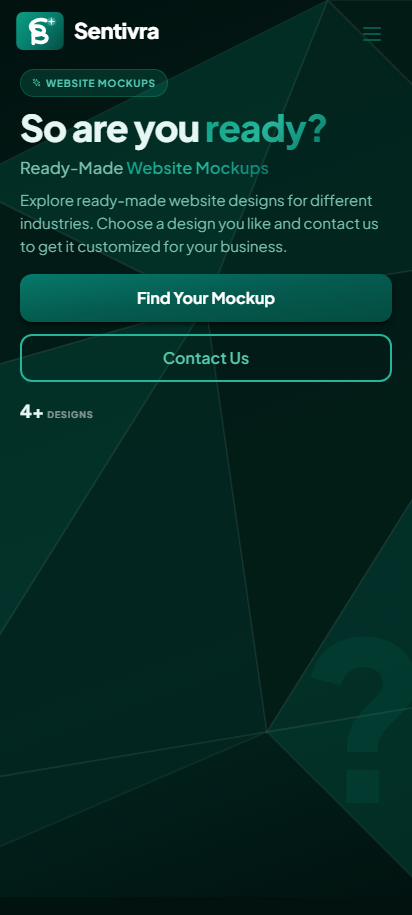 Sentivra
WEBSITE MOCKUPS
So are you ready?
Ready-Made Website Mockups
Explore ready-made website designs for different
industries. Choose a design you like and contact us
to get it customized for your business.
Find Your Mockup
Contact Us
4+ DESIGNS
?